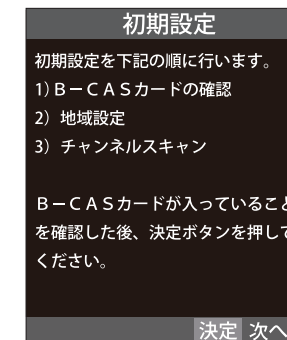 初期設定
初期設定を下記の順に行います。
1)B−CASカードの確認
2) 地域設定
3) チャンネルスキャン
B−CASカードが入っていること
を確認した後、決定ボタンを押して
ください。
決定 次へ